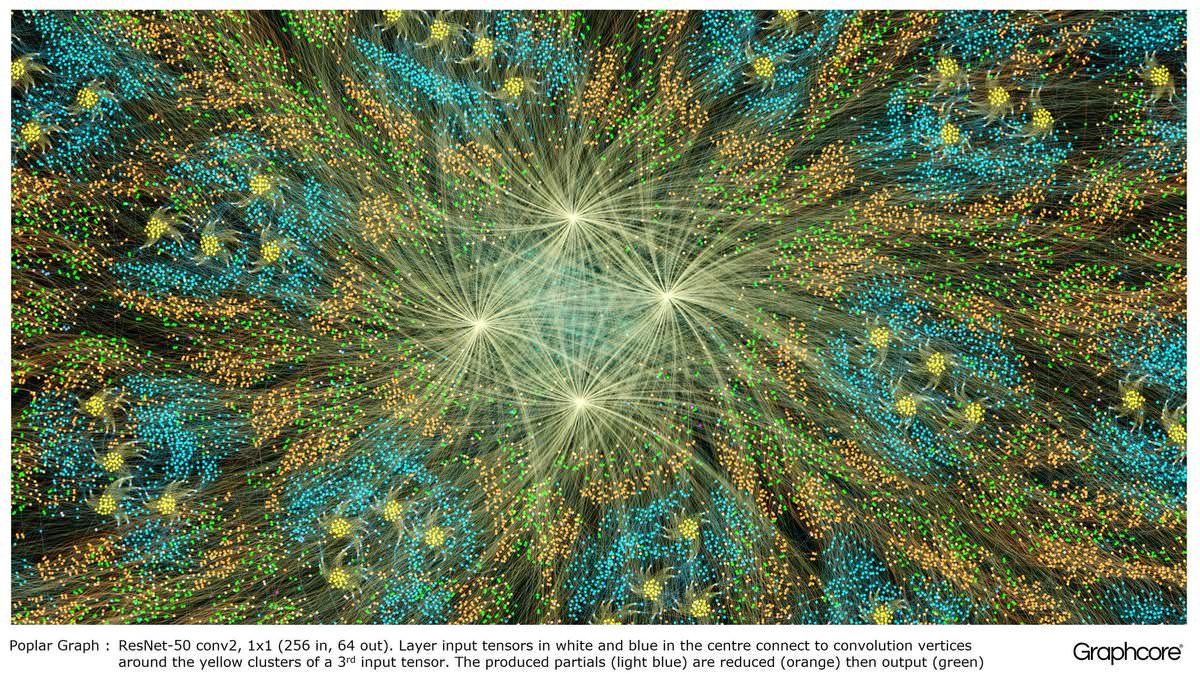 Poplar Graph : ResNet-50 conv2, 1x1 (256 in, 64 out). Layer input tensors in white and blue in the centre connect to convolution vertices
around the yellow clusters of a 3rd input tensor. The produced partials (light blue) are reduced (orange) then output (green)
Graphcore®